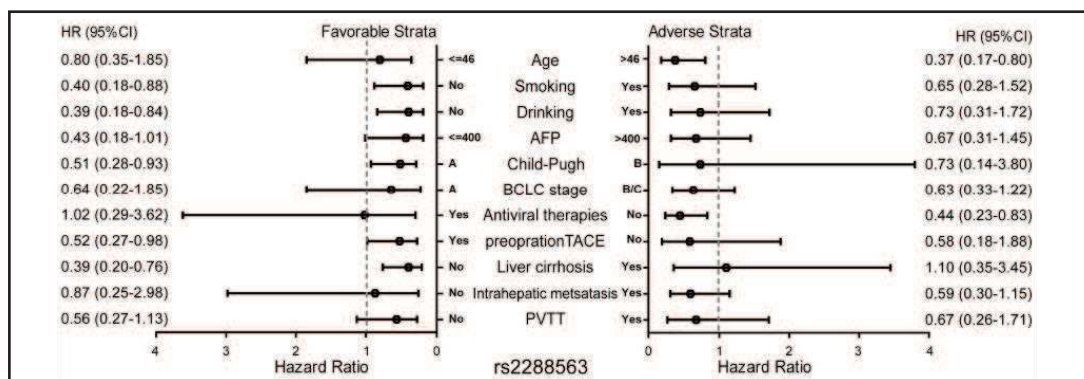 HR (95%CI) Favorable Strata Adverse Strata HR (95%CI)
0.80 (0.35-1.85) <=46 Age >46 0.37 (0.17-0.80)
0.40 (0.18-0.88) No Smoking Yes 0.65 (0.28-1.52)
0.39 (0.18-0.84) No Drinking Yes 0.73 (0.31-1.72)
0.43 (0.18-1.01) <=400 AFP >400 0.67 (0.31-1.45)
0.51 (0.28-0.93) A Child-Pugh B 0.73 (0.14-3.80)
0.64 (0.22-1.85) A BCLC stage B/C 0.63 (0.33-1.22)
1.02 (0.29-3.62) Yes Antiviral therapies No 0.44 (0.23-0.83)
0.52 (0.27-0.98) Yes preoprationTACE No 0.58 (0.18-1.88)
0.39 (0.20-0.76) No Liver cirrhosis Yes 1.10 (0.35-3.45)
0.87 (0.25-2.98) No Intrahepatic metsatasis Yes 0.59 (0.30-1.15)
0.56 (0.27-1.13) No PVTT Yes 0.67 (0.26-1.71)
4 3 2 1 0 0 1 2 3 4
Hazard Ratio rs2288563 Hazard Ratio